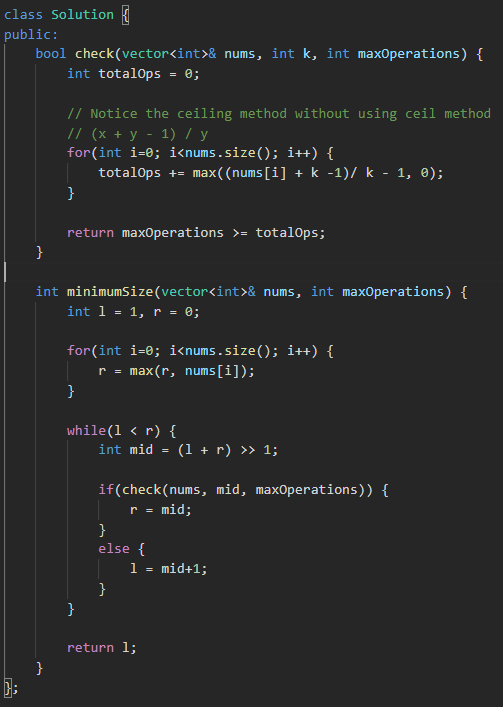 class Solution {
public:
    bool check(vector<int>& nums, int k, int maxOperations) {
        int totalOps = 0;

        // Notice the ceiling method without using ceil method
        // (x + y - 1) / y
        for(int i=0; i<nums.size(); i++) {
            totalOps += max((nums[i] + k -1)/ k - 1, 0);
        }

        return maxOperations >= totalOps;
    }

    int minimumSize(vector<int>& nums, int maxOperations) {
        int l = 1, r = 0;

        for(int i=0; i<nums.size(); i++) {
            r = max(r, nums[i]);
        }

        while(l < r) {
            int mid = (l + r) >> 1;

            if(check(nums, mid, maxOperations)) {
                r = mid;
            }
            else {
                l = mid+1;
            }
        }

        return l;
    }
};